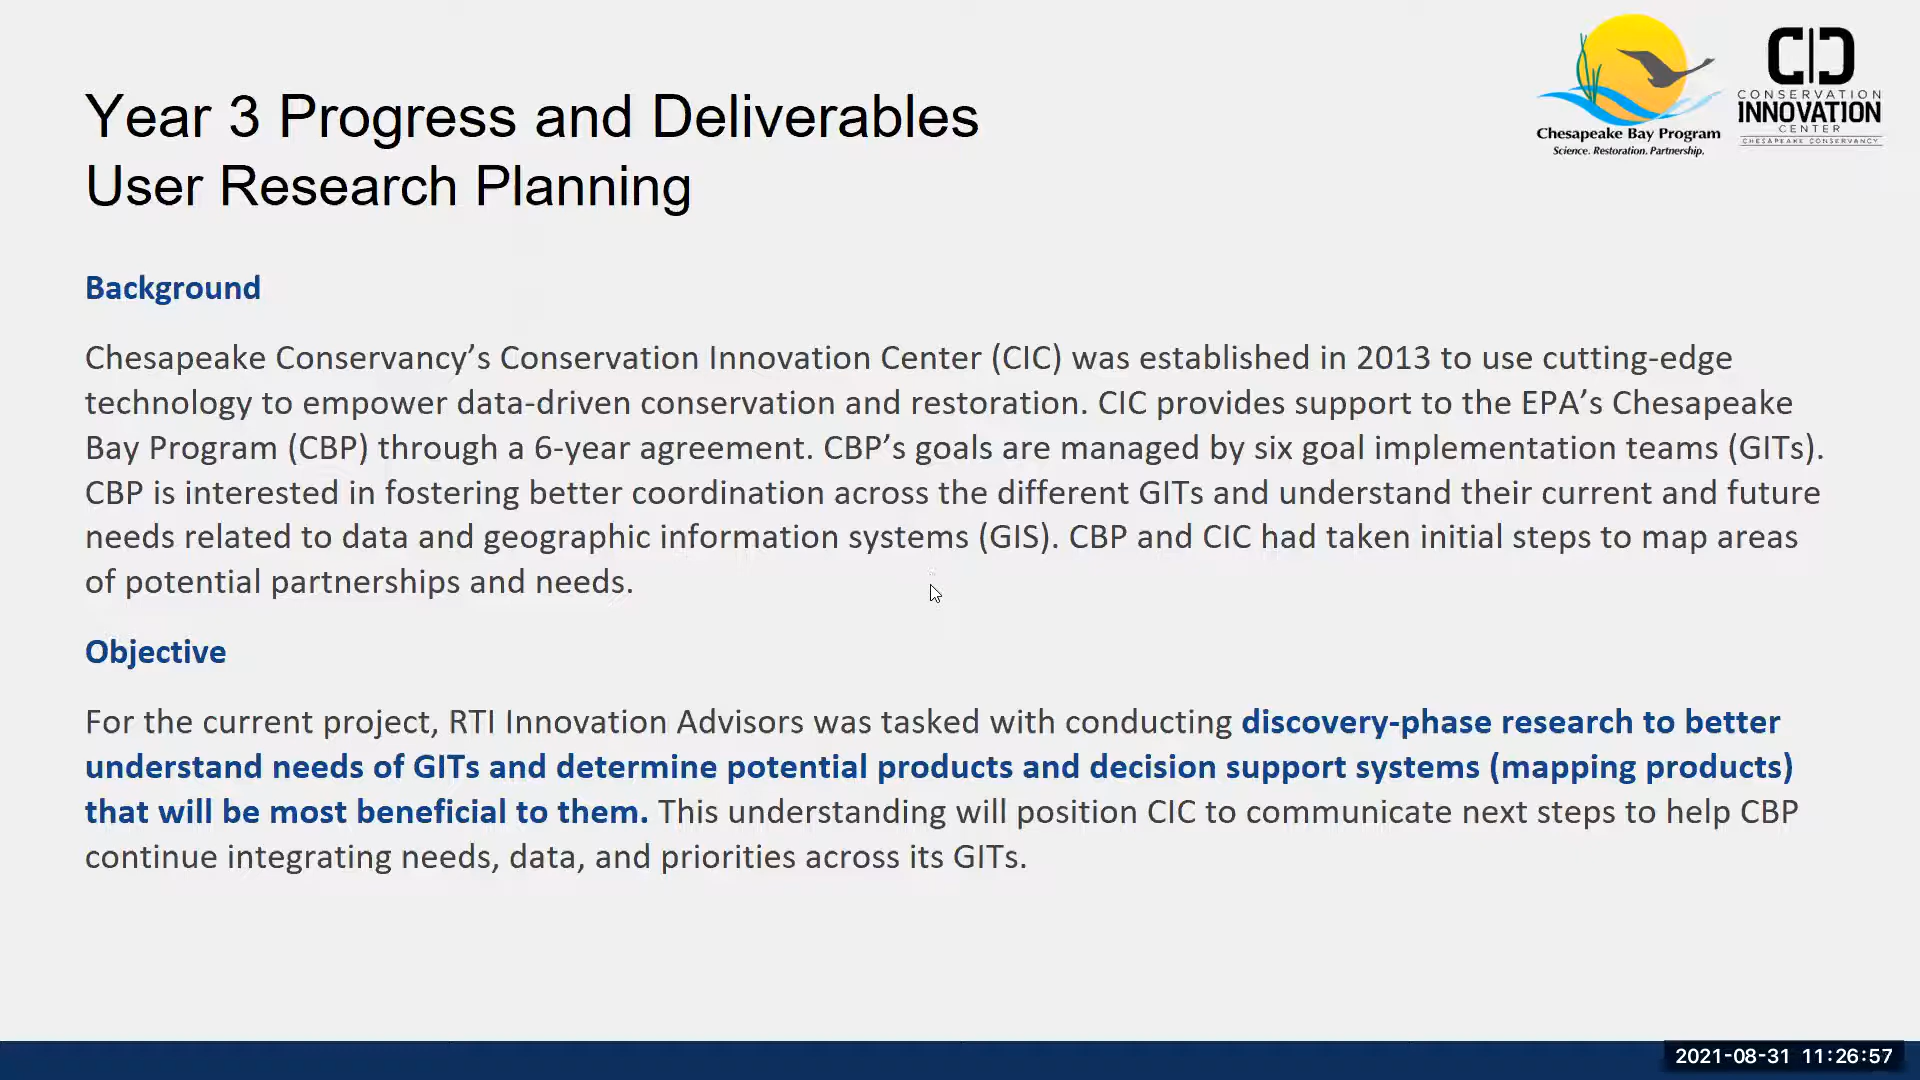 Year 3 Progress and Deliverables
User Research Planning
Chesapeake Bay Program
Science. Restoration. Partnership.
CONSERVATION
INNOVATION
CENTER
CHESAPEAKE CONSERVANCY
Background
Chesapeake Conservancy’s Conservation Innovation Center (CIC) was established in 2013 to use cutting-edge
technology to empower data-driven conservation and restoration. CIC provides support to the EPA’s Chesapeake
Bay Program (CBP) through a 6-year agreement. CBP’s goals are managed by six goal implementation teams (GITs).
CBP is interested in fostering better coordination across the different GITs and understand their current and future
needs related to data and geographic information systems (GIS). CBP and CIC had taken initial steps to map areas
of potential partnerships and needs.
Objective
For the current project, RTI Innovation Advisors was tasked with conducting discovery-phase research to better
understand needs of GITs and determine potential products and decision support systems (mapping products)
that will be most beneficial to them. This understanding will position CIC to communicate next steps to help CBP
continue integrating needs, data, and priorities across its GITs.
2021-08-31 11:26:57